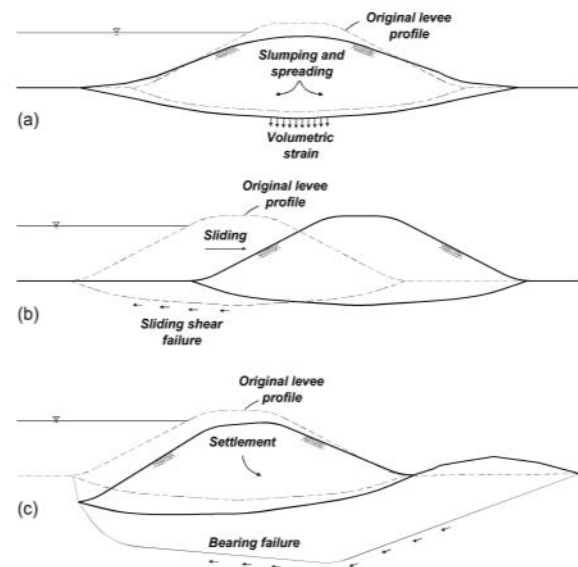 Original levee
profile
Slumping and
spreading
(a)
Volumetric
strain
Original levee
profile
Sliding
(b)
Sliding shear
failure
Original levee
profile
Settlement
(c)
Bearing failure